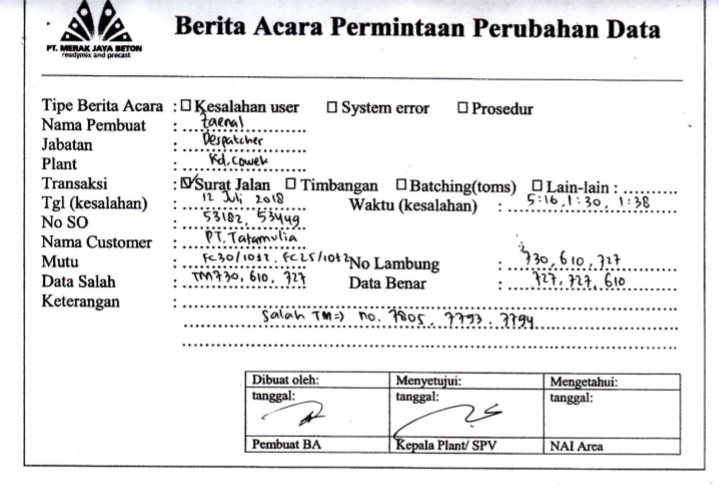 PT. MERAK JAYA BETON
readymix and precast
Berita Acara Permintaan Perubahan Data
Tipe Berita Acara : Kesalahan user System error Prosedur
Nama Pembuat : Zaenal
Jabatan : Despatcher
Plant : Kd. Cowek
Transaksi : Surat Jalan Timbangan Batching(toms) Lain-lain :
Tgl (kesalahan) : 12 Juli 2018 Waktu (kesalahan) : 5:16, 1:30, 1:38
No SO : 53182, 53449
Nama Customer : PT. Tatamulia
Mutu : FC30/10±2, FC25/10±2 No Lambung : 730, 610, 727
Data Salah : TM730, 610, 727 Data Benar : 727, 727, 610
Keterangan :
Salah TM=> no. 7805, 7793, 7794
Dibuat oleh: Menyetujui: Mengetahui:
tanggal: tanggal: tanggal:
Pembuat BA Kepala Plant/ SPV NAI Area